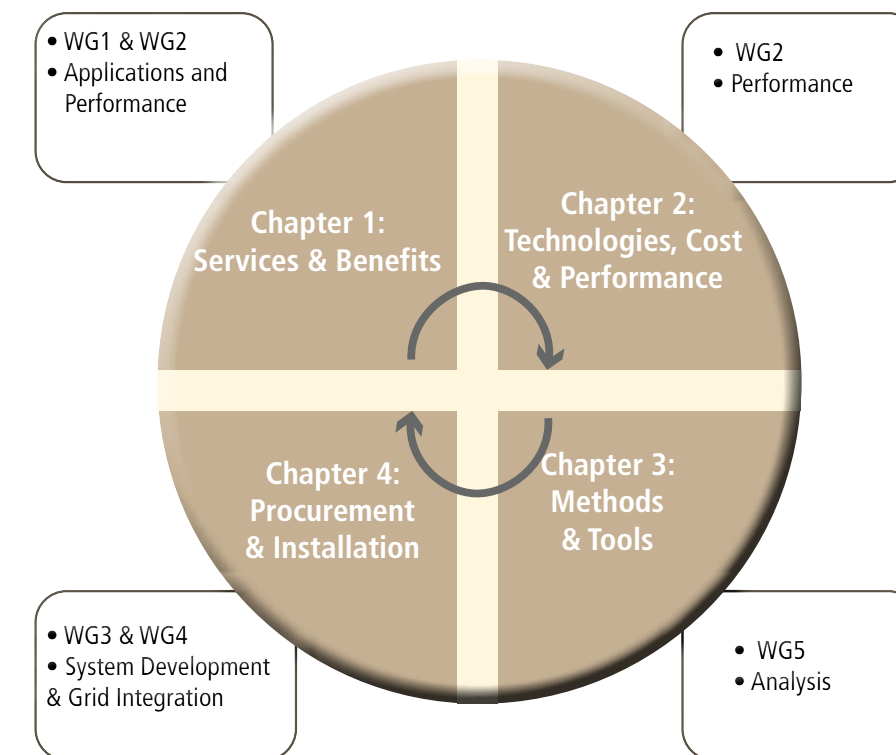 • WG1 & WG2
• Applications and
Performance
• WG2
• Performance
Chapter 1:
Services & Benefits
Chapter 2:
Technologies, Cost
& Performance
Chapter 4:
Procurement
& Installation
Chapter 3:
Methods
& Tools
• WG3 & WG4
• System Development
& Grid Integration
• WG5
• Analysis